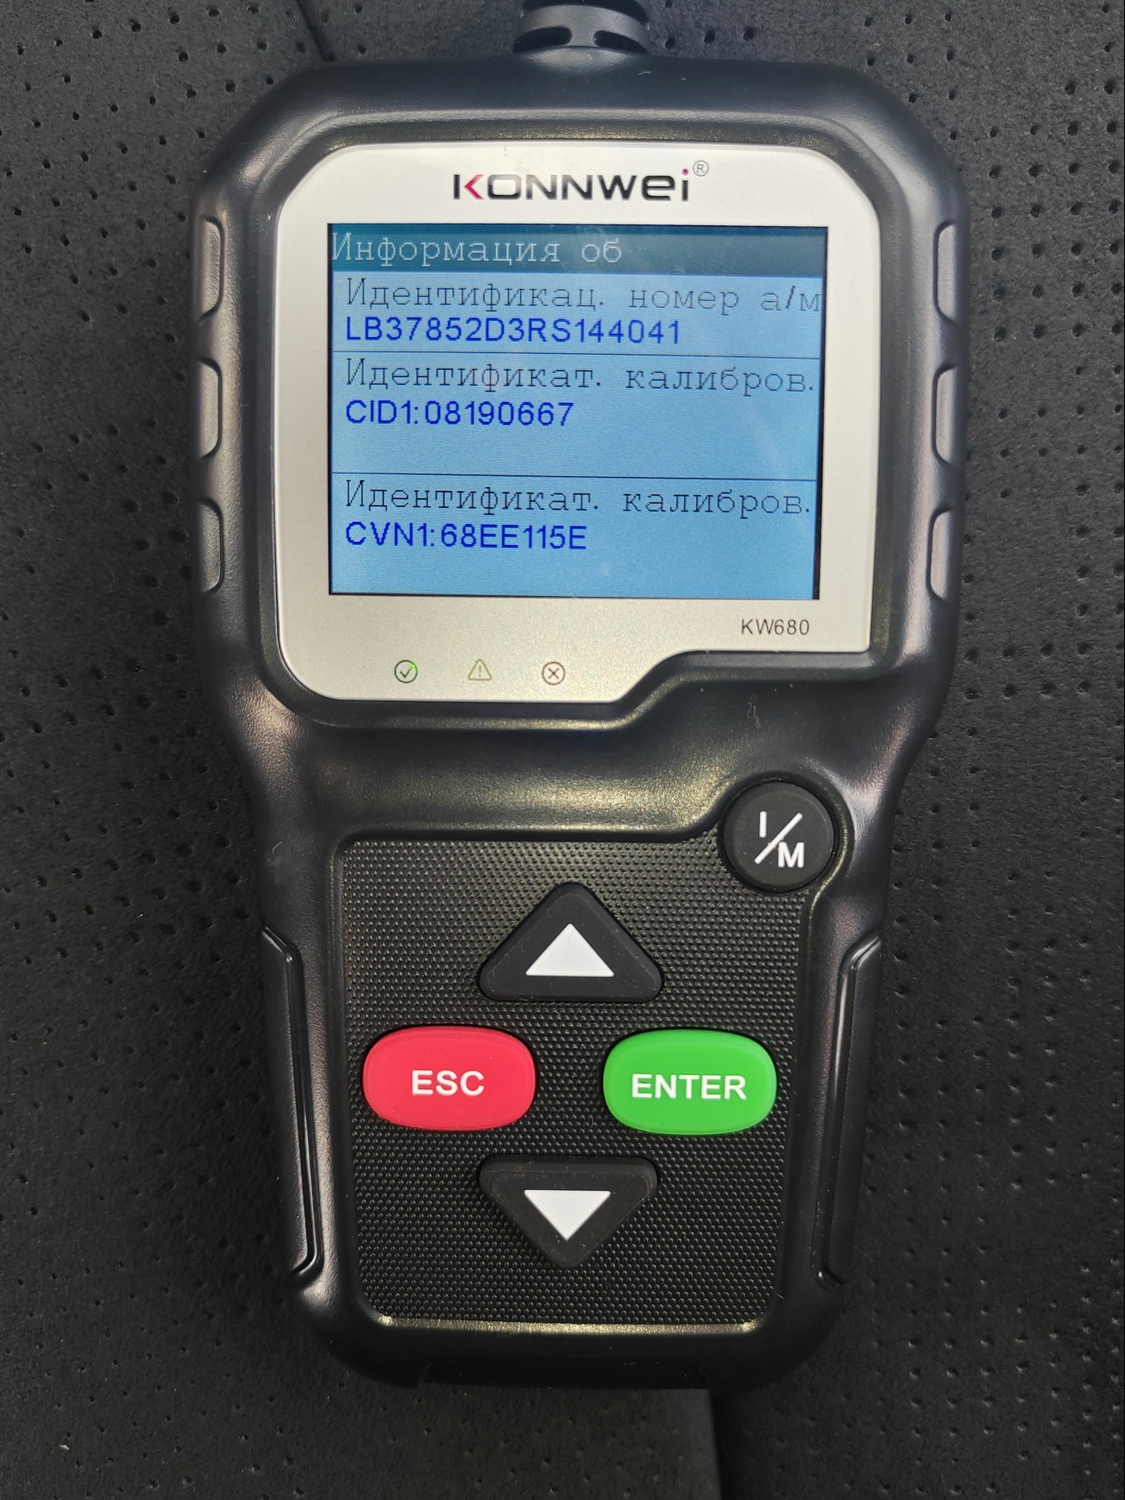 KONNWEI®
Информация об
Идентификац. номер а/м
LB37852D3RS144041
Идентификат. калибров.
CID1:08190667
Идентификат. калибров.
CVN1:68EE115E
KW680
I/M
ESC
ENTER